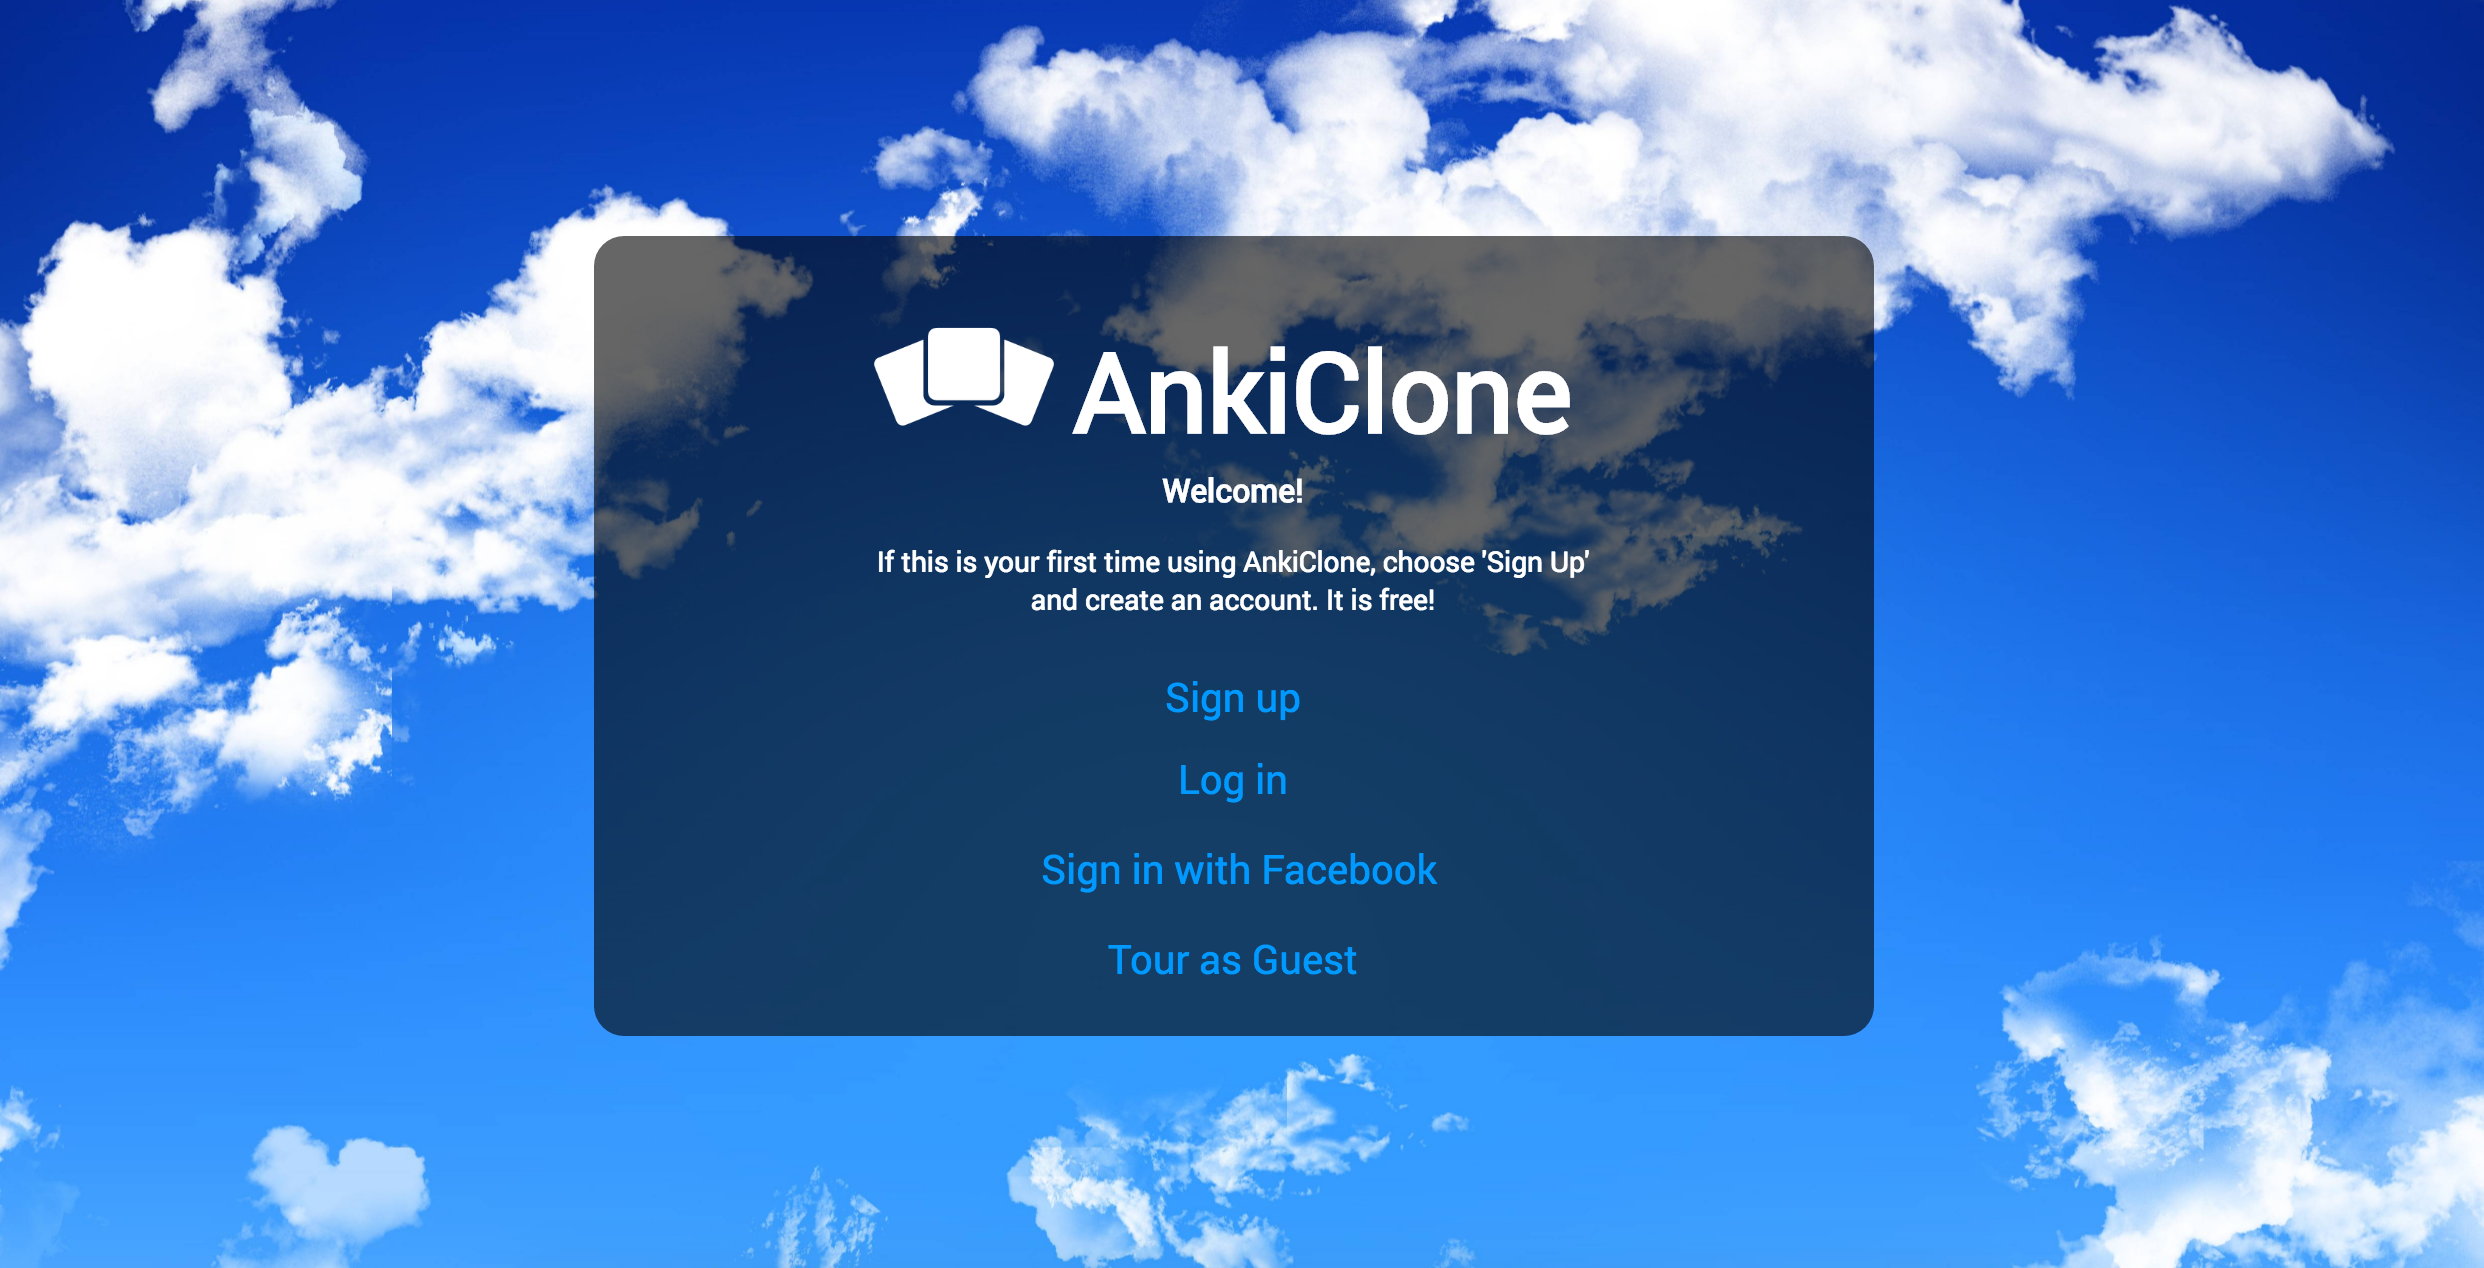 AnkiClone
Welcome!
If this is your first time using AnkiClone, choose 'Sign Up'
and create an account. It is free!
Sign up
Log in
Sign in with Facebook
Tour as Guest